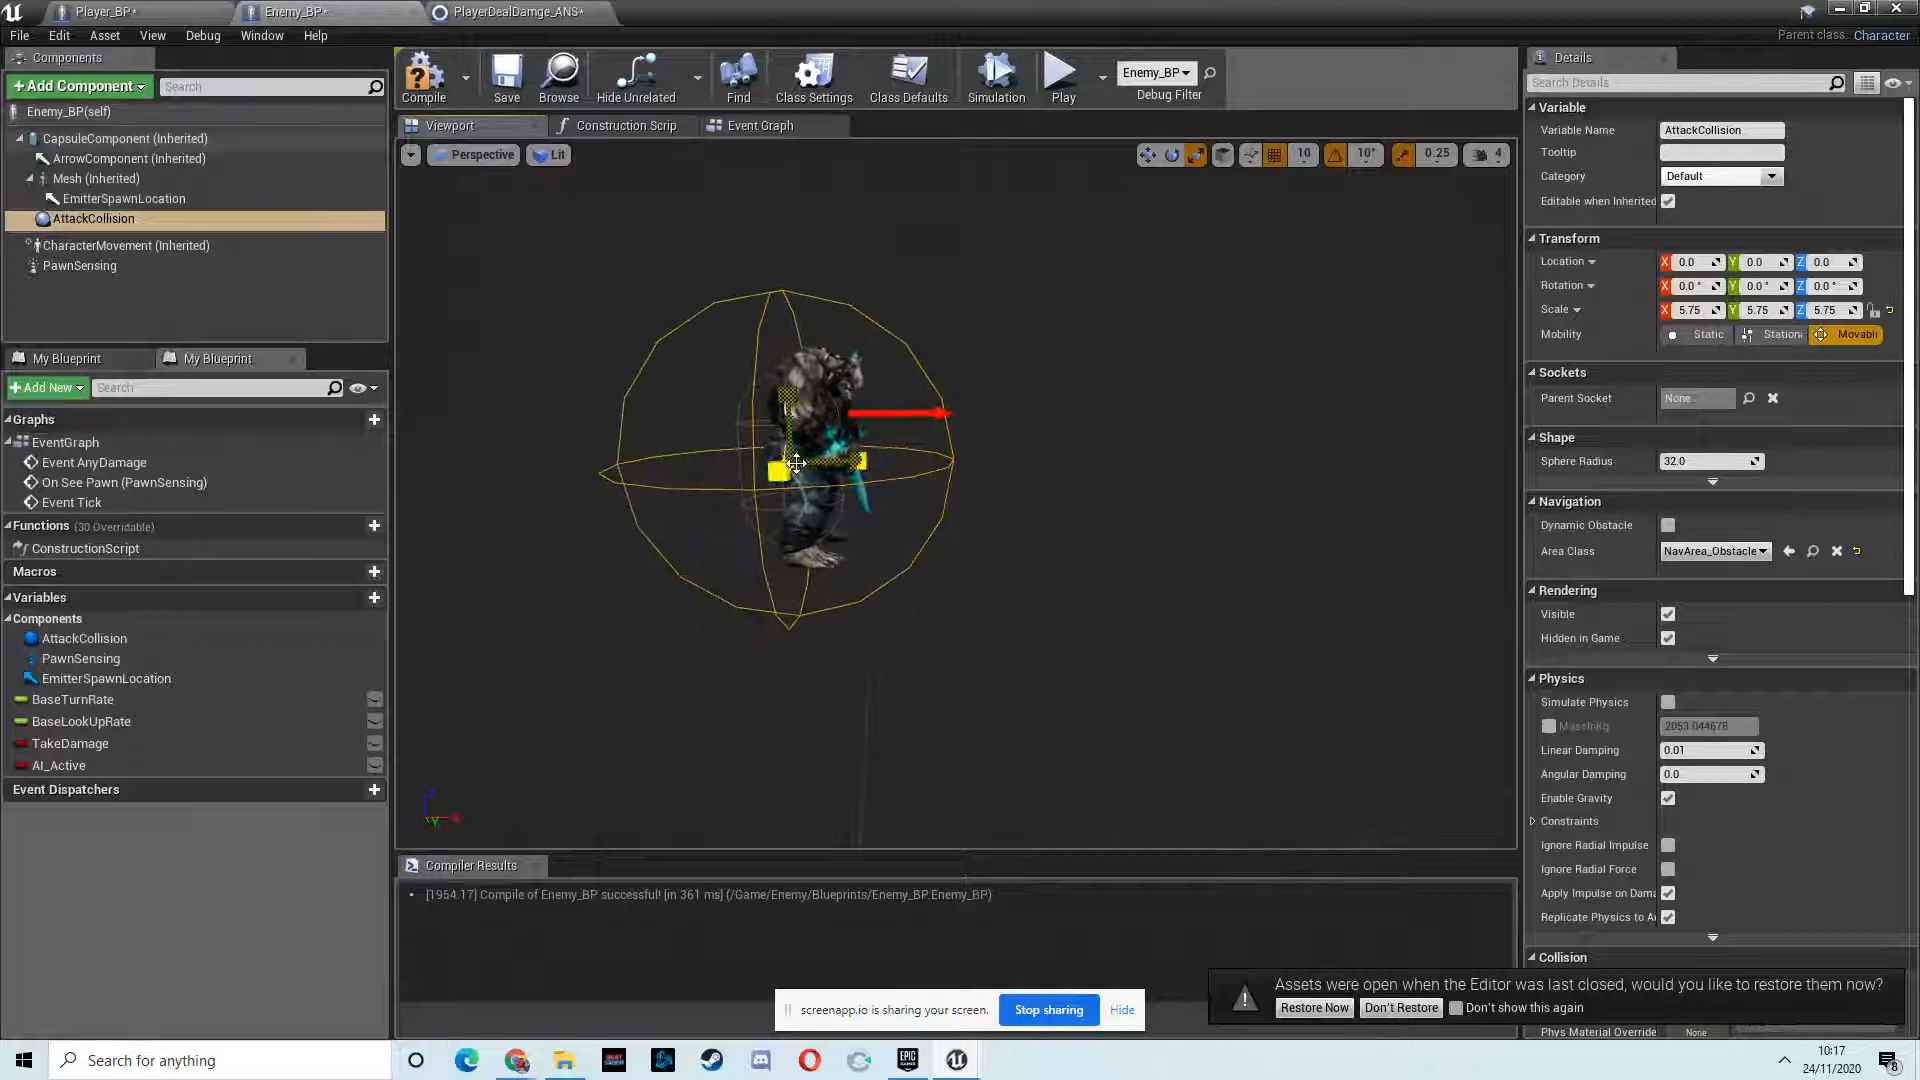 Player_BP*
Enemy_BP*
PlayerDealDamge_ANS*
File Edit Asset View Debug Window Help
Parent class: Character
Components
+Add Component
Search
Enemy_BP(self)
CapsuleComponent (Inherited)
ArrowComponent (Inherited)
Mesh (Inherited)
EmitterSpawnLocation
AttackCollision
CharacterMovement (Inherited)
PawnSensing
My Blueprint
My Blueprint
+Add New
Search
Graphs
EventGraph
Event AnyDamage
On See Pawn (PawnSensing)
Event Tick
Functions (30 Overridable)
ConstructionScript
Macros
Variables
Components
AttackCollision
PawnSensing
EmitterSpawnLocation
BaseTurnRate
BaseLookUpRate
TakeDamage
AI_Active
Event Dispatchers
Compile
Save
Browse
Hide Unrelated
Find
Class Settings
Class Defaults
Simulation
Play
Enemy_BP
Debug Filter
Viewport
Construction Scrip
Event Graph
Perspective
Lit
10
10°
0.25
4
Z
X
Y
Compiler Results
[1954.17] Compile of Enemy_BP successful! [in 361 ms] (/Game/Enemy/Blueprints/Enemy_BP.Enemy_BP)
Details
Search Details
Variable
Variable Name AttackCollision
Tooltip
Category Default
Editable when Inherited
Transform
Location X 0.0 Y 0.0 Z 0.0
Rotation X 0.0 ° Y 0.0 ° Z 0.0 °
Scale X 5.75 Y 5.75 Z 5.75
Mobility Static Station Movabl
Sockets
Parent Socket None
Shape
Sphere Radius 32.0
Navigation
Dynamic Obstacle
Area Class NavArea_Obstacle
Rendering
Visible
Hidden in Game
Physics
Simulate Physics
MassInKg 2053.044678
Linear Damping 0.01
Angular Damping 0.0
Enable Gravity
Constraints
Ignore Radial Impulse
Ignore Radial Force
Apply Impulse on Dama
Replicate Physics to A
Collision
Assets were open when the Editor was last closed, would you like to restore them now?
Restore Now Don't Restore Don't show this again
Phys Material Override None
screenapp.io is sharing your screen. Stop sharing Hide
Search for anything
EPIC GAMES
10:17
24/11/2020
8